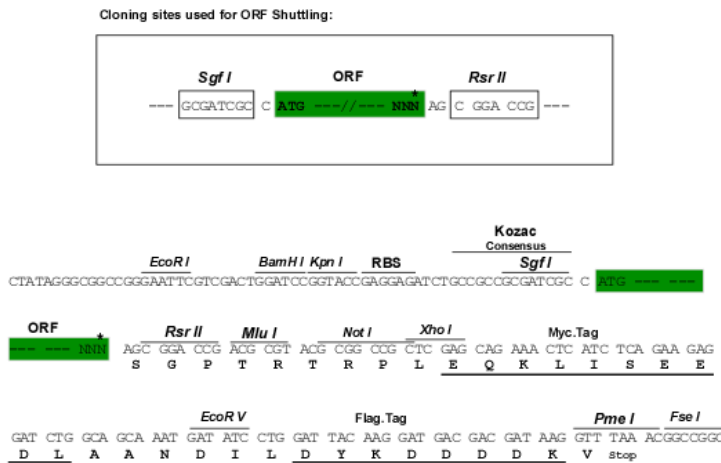 Cloning sites used for ORF Shuttling:
Sgf I ORF Rsr II
--- GCGATCGC C ATG ---//--- NNN* AG C GGA CCG ---
Kozac
Consensus
EcoR I BamH I Kpn I RBS Sgf I
CTATAGGGCGGCCGGGAATTCGTCGACTGGATCCGGTACCGAGGAGATCTGCCGCCGCGATCGC C ATG --- ---
ORF Rsr II Mlu I Not I Xho I Myc.Tag
--- --- NNN* AGC GGA CCG ACG CGT ACG CGG CCG CTC GAG CAG AAA CTC ATC TCA GAA GAG
S G P T R T R P L E Q K L I S E E
EcoR V Flag.Tag Pme I Fse I
GAT CTG GCA GCA AAT GAT ATC CTG GAT TAC AAG GAT GAC GAC GAT AAG GTT TAA ACGGCCGGC
D L A A N D I L D Y K D D D D K V Stop